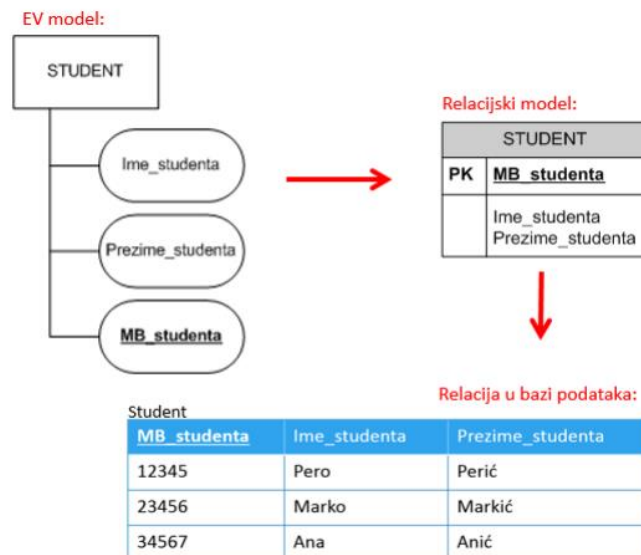 EV model:
STUDENT
Ime_studenta
Prezime_studenta
MB_studenta
Relacijski model:
STUDENT
PK MB_studenta
Ime_studenta
Prezime_studenta
Relacija u bazi podataka:
Student
MB_studenta Ime_studenta Prezime_studenta
12345 Pero Perić
23456 Marko Markić
34567 Ana Anić